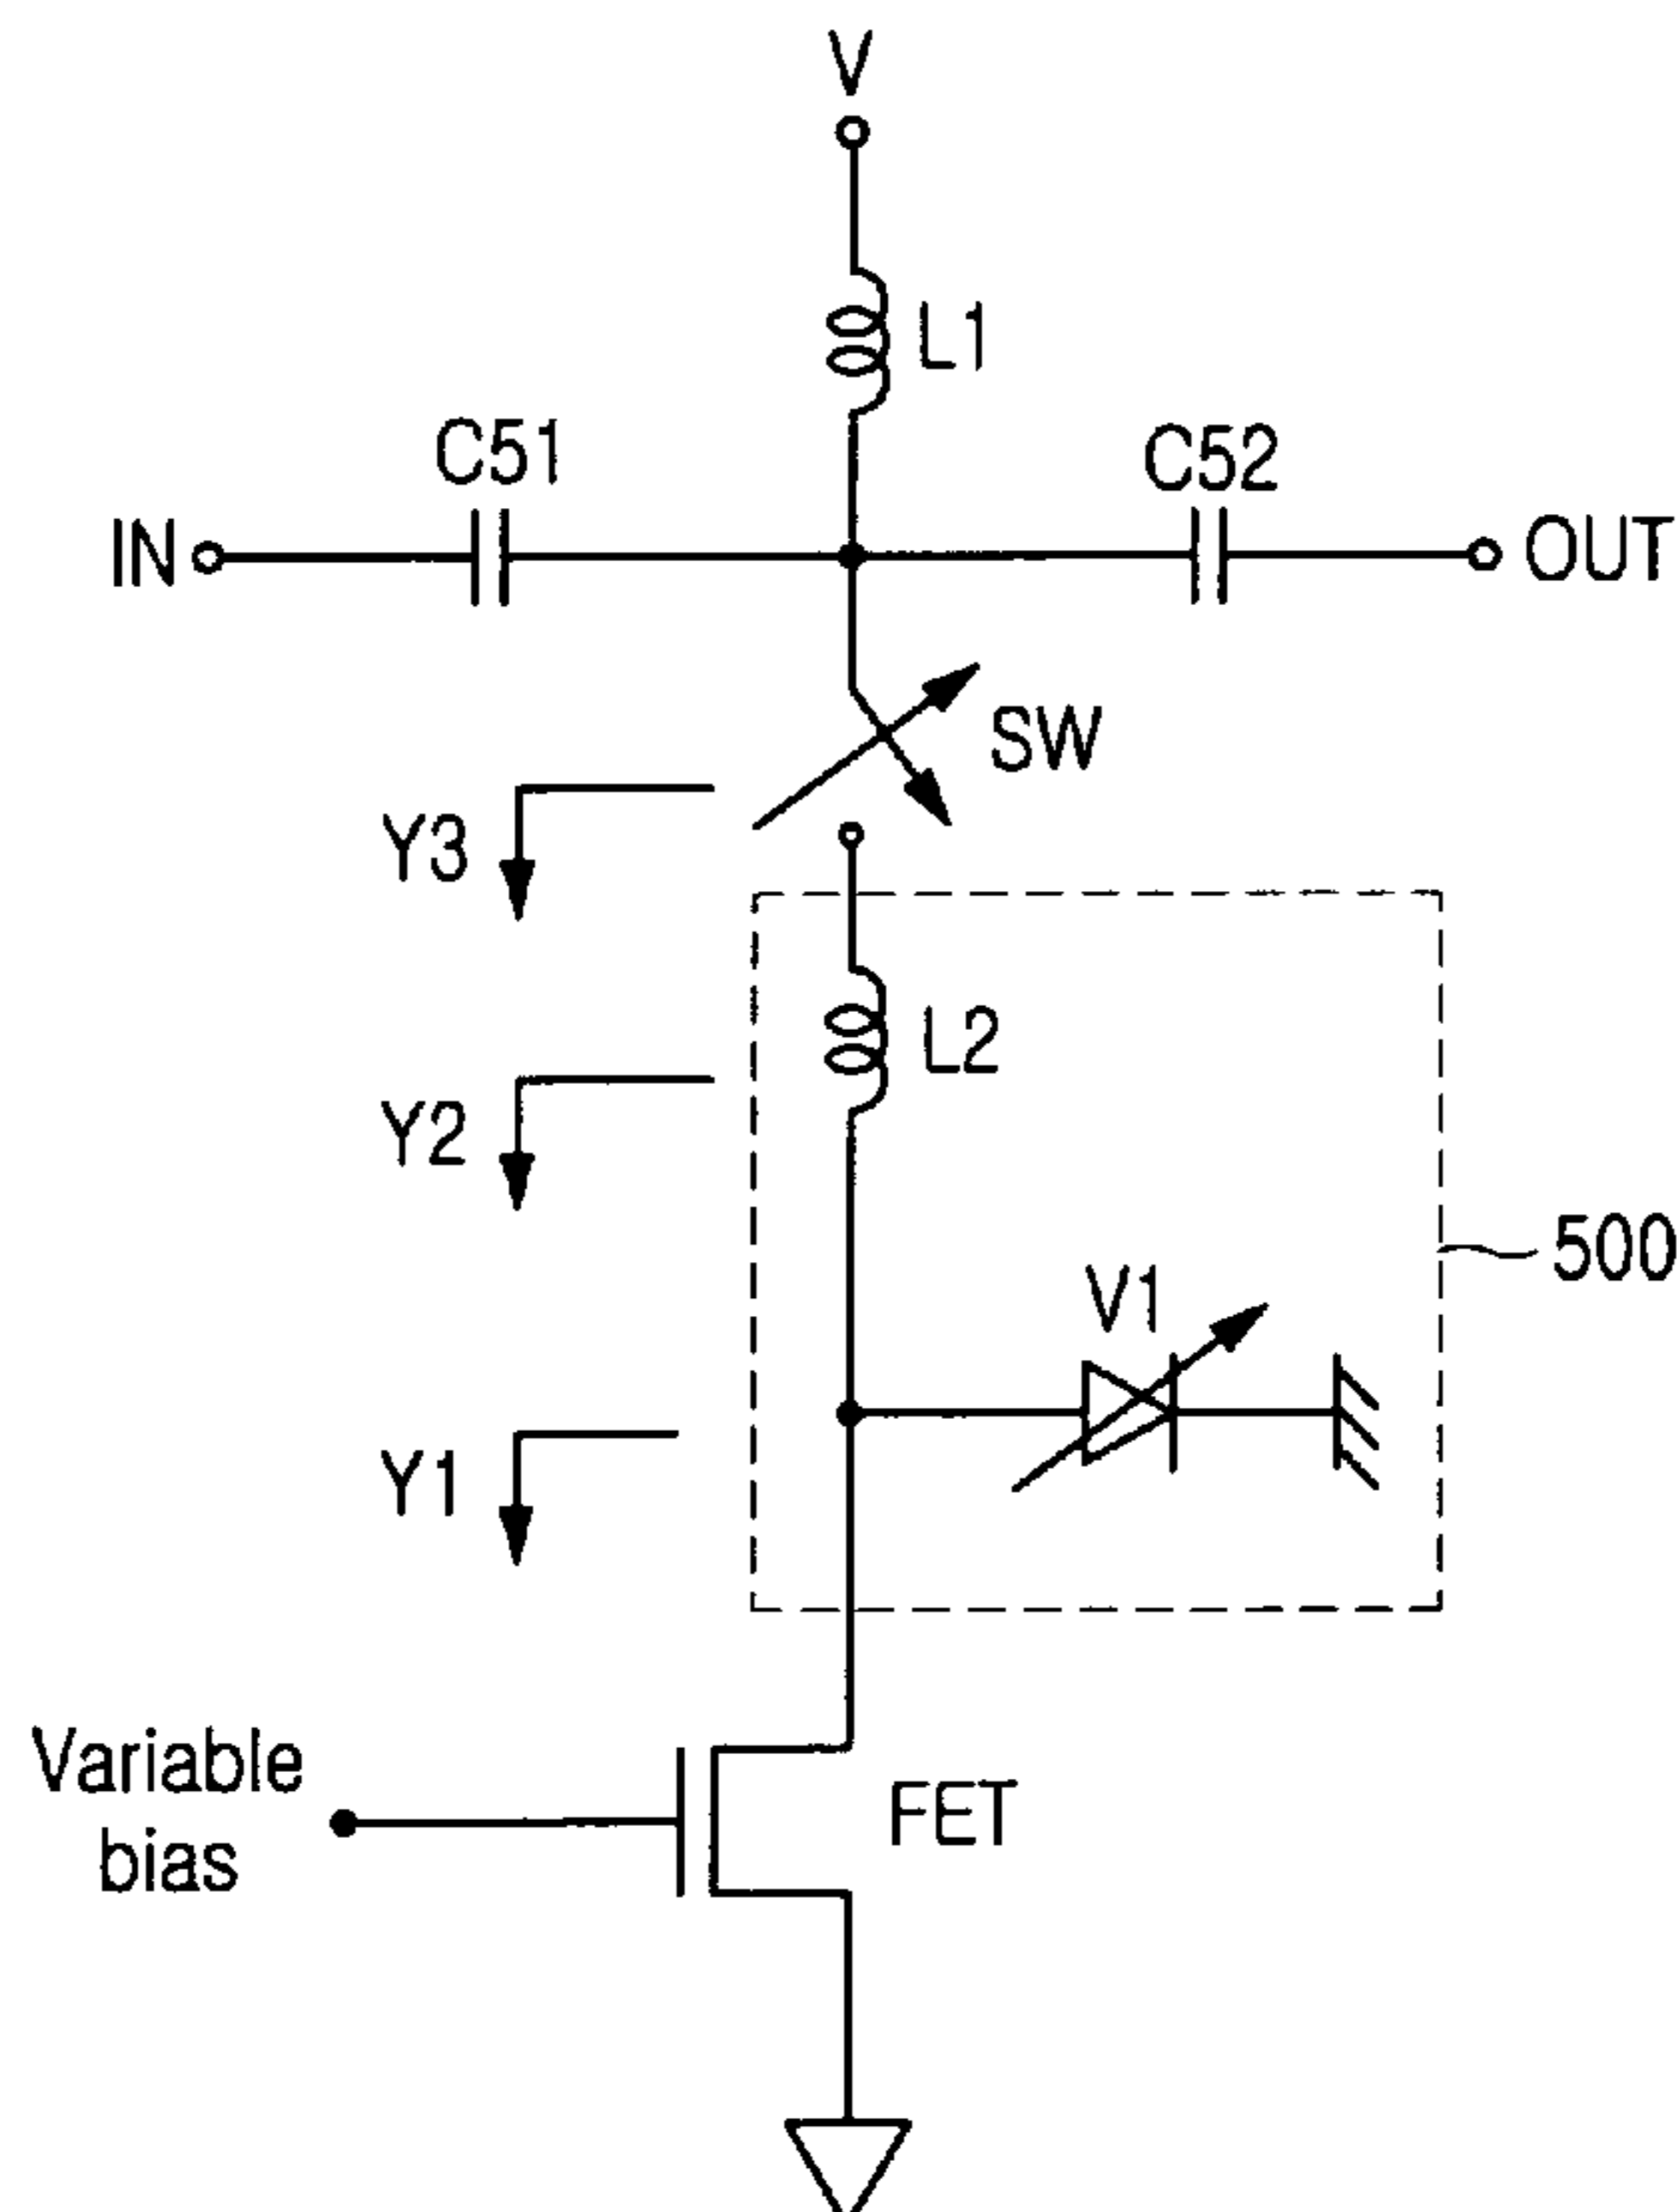 V
L1
C51
C52
IN
OUT
SW
Y3
L2
Y2
500
V1
Y1
Variable
bias
FET